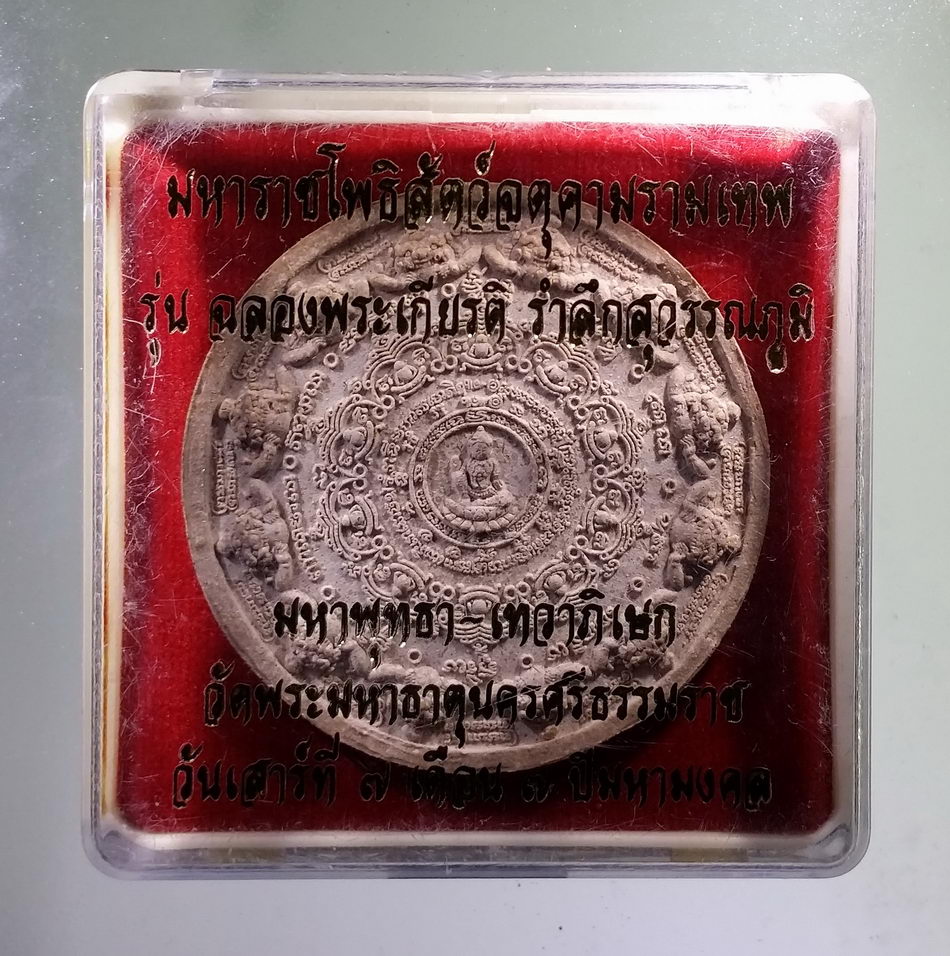 มหาราชโพธิสัตว์จตุคามรามเทพ
รุ่น ฉลองพระเกียรติ รำลึกสุวรรณภูมิ
มหาพุทธา-เทวาภิเษก
วัดพระมหาธาตุนครศรีธรรมราช
วันเสาร์ที่ ๗ เดือน ๗ ปีมหามงคล